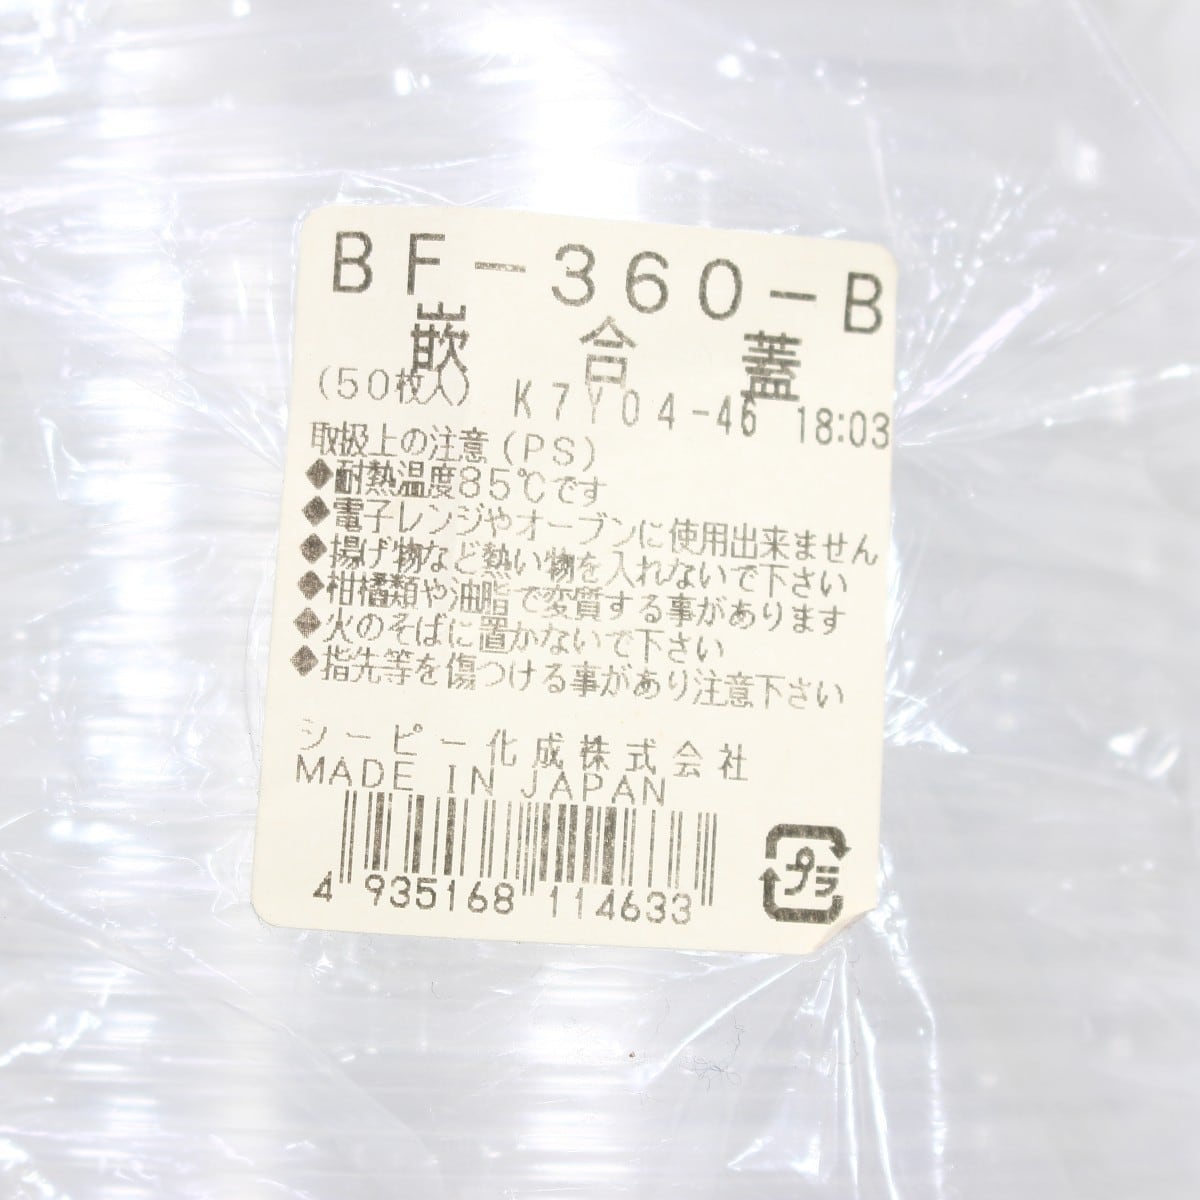 BF-360-B
嵌合蓋
(50枚入) K7Y04-46 18:03
取扱上の注意(PS)
◆耐熱温度85℃です
◆電子レンジやオーブンに使用出来ません
◆揚げ物など熱い物を入れないで下さい
◆柑橘類や油脂で変質する事があります
◆火のそばに置かないで下さい
◆指先等を傷つける事があり注意下さい
シーピー化成株式会社
MADE IN JAPAN
4 935168 114633
プラ